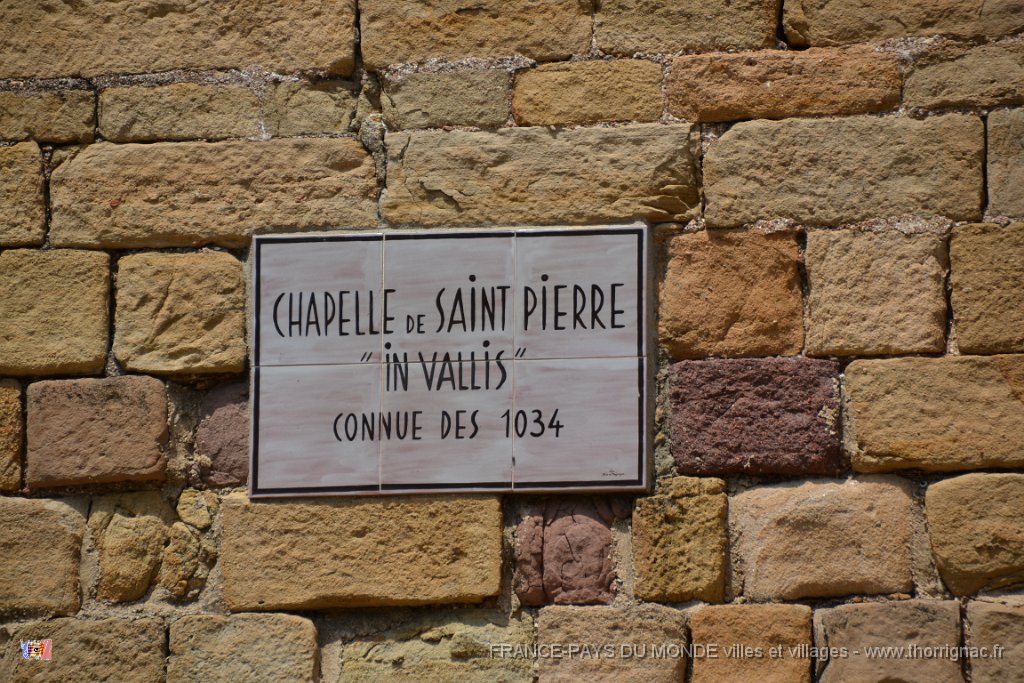 CHAPELLE DE SAINT PIERRE
"IN VALLIS"
CONNUE DES 1034
FRANCE-PAYS DU MONDE villes et villages - www.thorrignac.fr